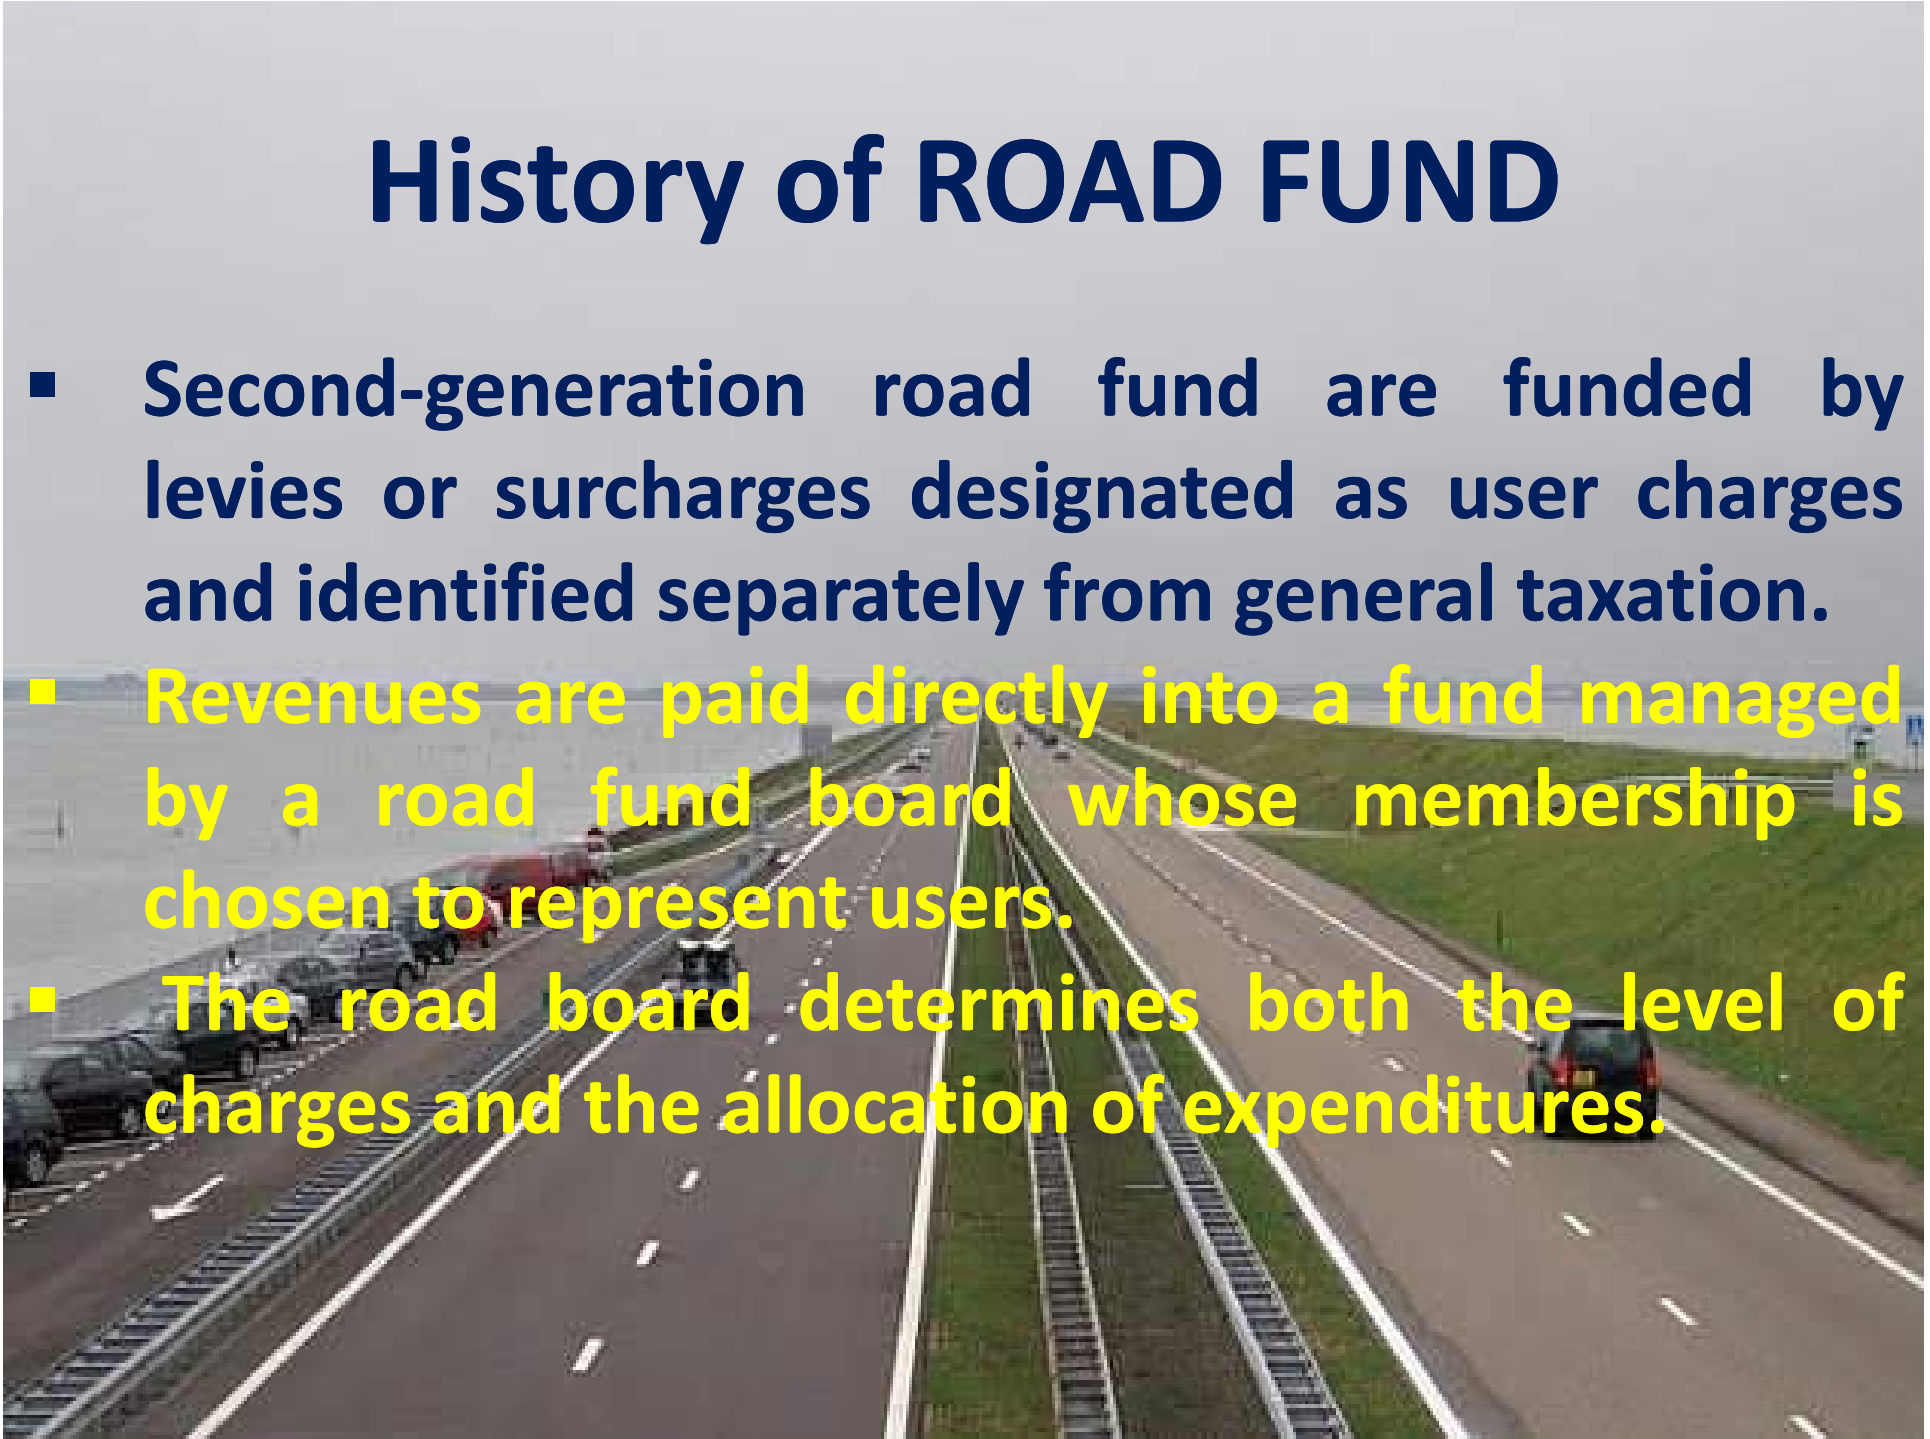 History of ROAD FUND
▪ Second-generation road fund are funded by
levies or surcharges designated as user charges
and identified separately from general taxation.
▪ Revenues are paid directly into a fund managed
by a road fund board whose membership is
chosen to represent users.
▪ The road board determines both the level of
charges and the allocation of expenditures.